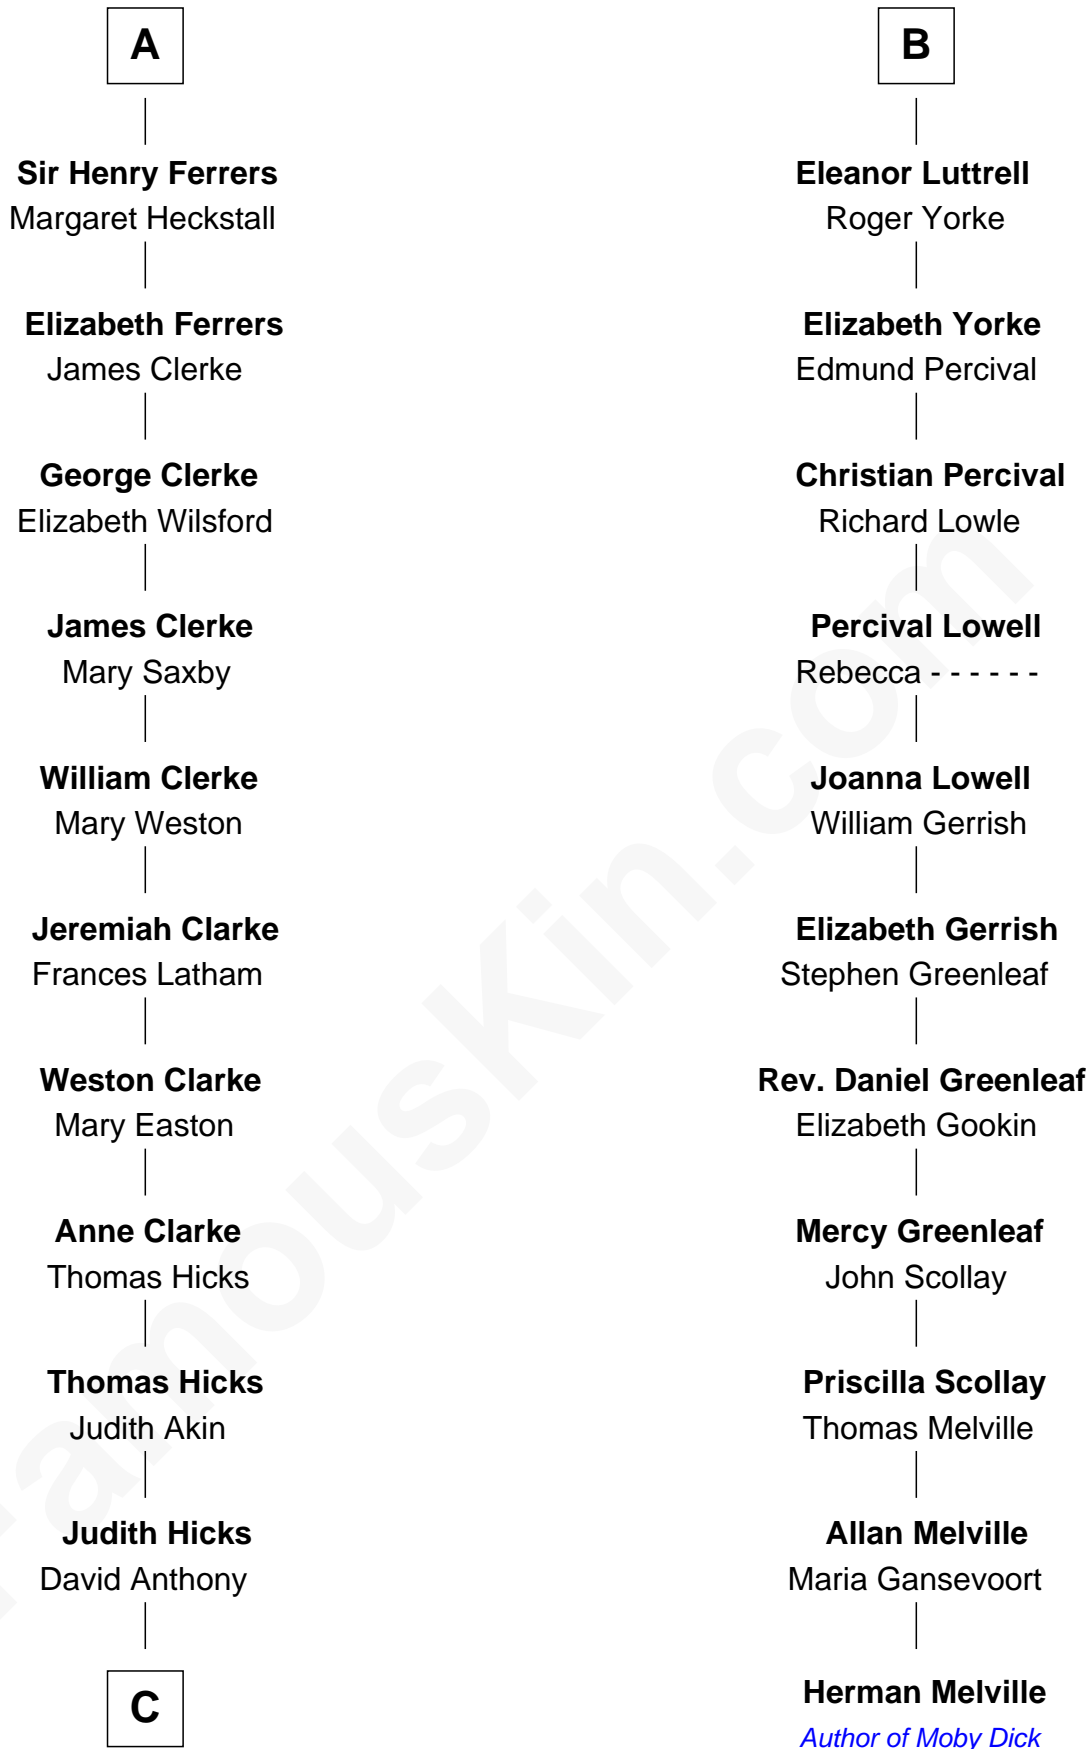 A
Sir Henry Ferrers
Margaret Heckstall
Elizabeth Ferrers
James Clerke
George Clerke
Elizabeth Wilsford
James Clerke
Mary Saxby
William Clerke
Mary Weston
Jeremiah Clarke
Frances Latham
Weston Clarke
Mary Easton
Anne Clarke
Thomas Hicks
Thomas Hicks
Judith Akin
Judith Hicks
David Anthony
C
B
Eleanor Luttrell
Roger Yorke
Elizabeth Yorke
Edmund Percival
Christian Percival
Richard Lowle
Percival Lowell
Rebecca - - - - - -
Joanna Lowell
William Gerrish
Elizabeth Gerrish
Stephen Greenleaf
Rev. Daniel Greenleaf
Elizabeth Gookin
Mercy Greenleaf
John Scollay
Priscilla Scollay
Thomas Melville
Allan Melville
Maria Gansevoort
Herman Melville
Author of Moby Dick
FamousKin.com